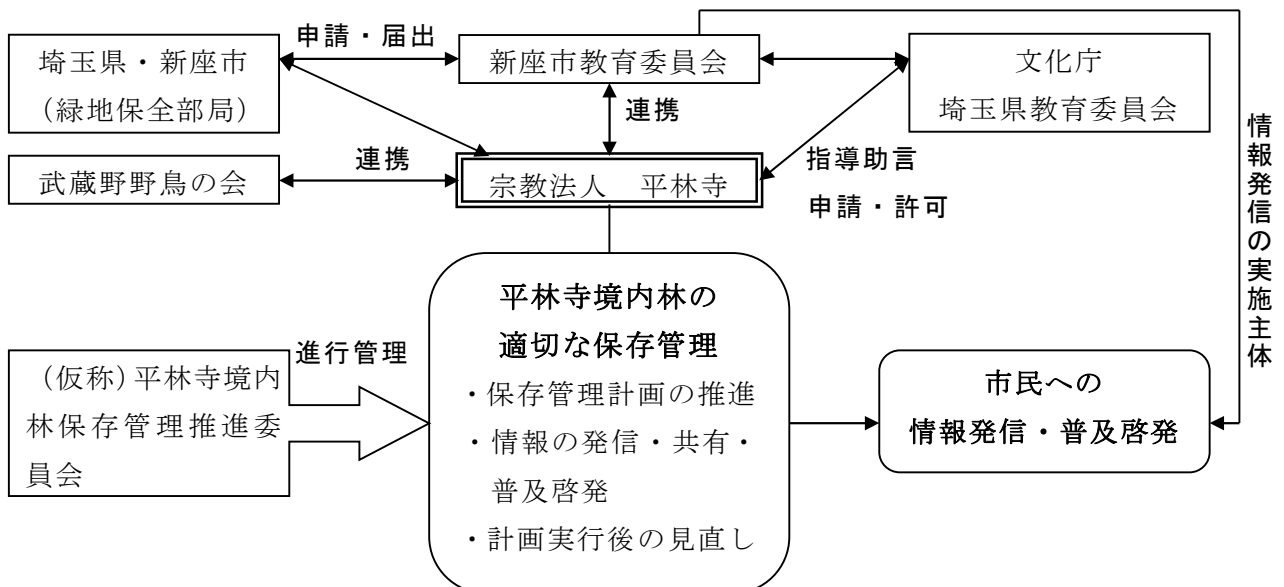 申請・届出
埼玉県・新座市
(緑地保全部局)
新座市教育委員会
文化庁
埼玉県教育委員会
連携
武蔵野野鳥の会
連携
宗教法人　平林寺
指導助言
申請・許可
情報発信の実施主体
平林寺境内林の
適切な保存管理
・保存管理計画の推進
・情報の発信・共有・
普及啓発
・計画実行後の見直し
進行管理
(仮称)平林寺境内
林保存管理推進委
員会
市民への
情報発信・普及啓発